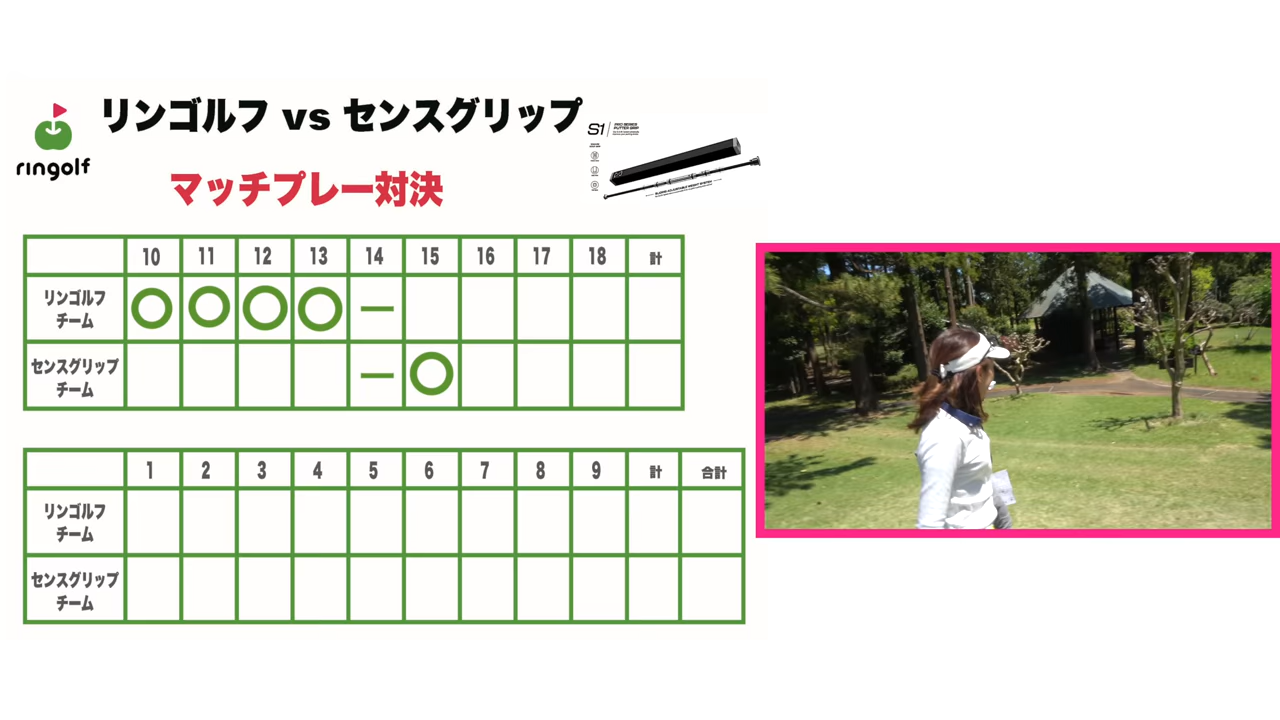 リンゴルフ vs センスグリップ
ringolf
マッチプレー対決
S1 PRO SERIES
PUTTER GRIP
10 11 12 13 14 15 16 17 18 計
リンゴルフ
チーム
○ ○ ○ ○ —
センスグリップ
チーム
— ○
1 2 3 4 5 6 7 8 9 計 合計
リンゴルフ
チーム
センスグリップ
チーム